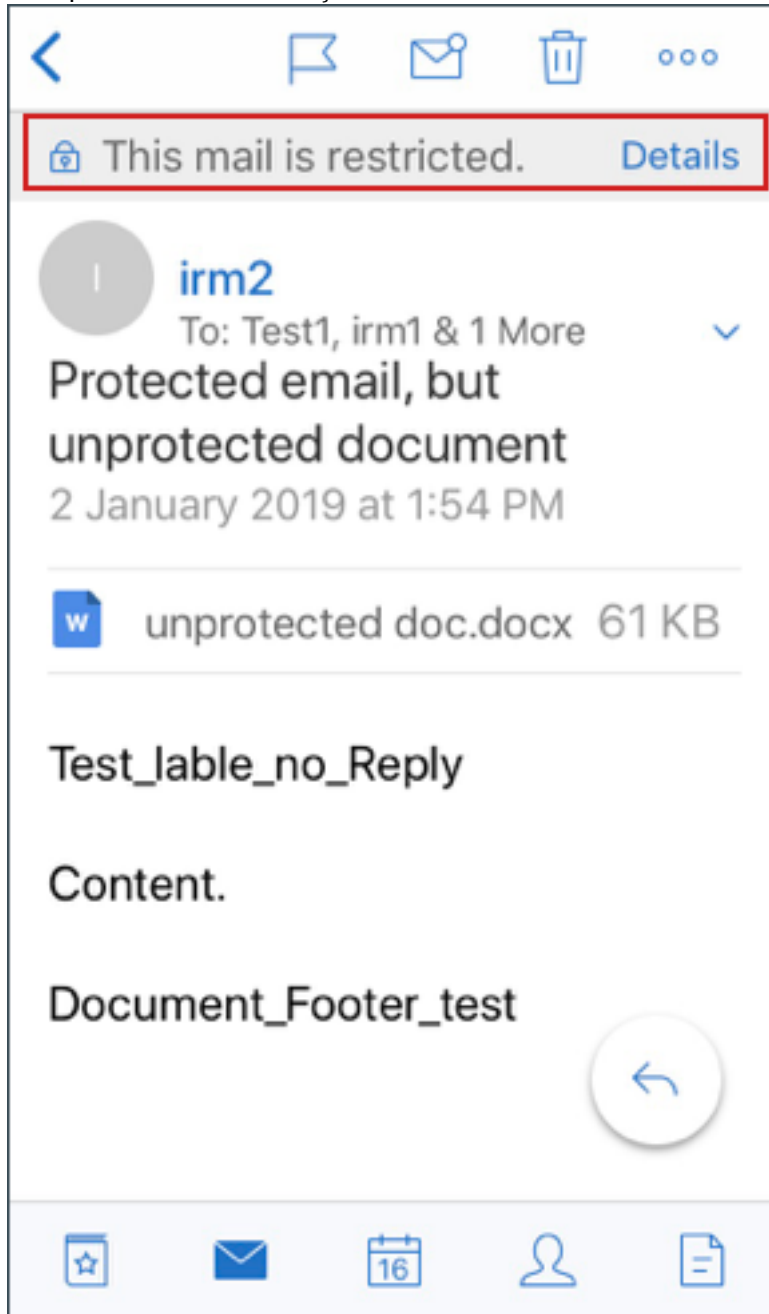 This mail is restricted. Details
I
irm2
To: Test1, irm1 & 1 More
Protected email, but
unprotected document
2 January 2019 at 1:54 PM
W unprotected doc.docx 61 KB
Test_lable_no_Reply
Content.
Document_Footer_test
16